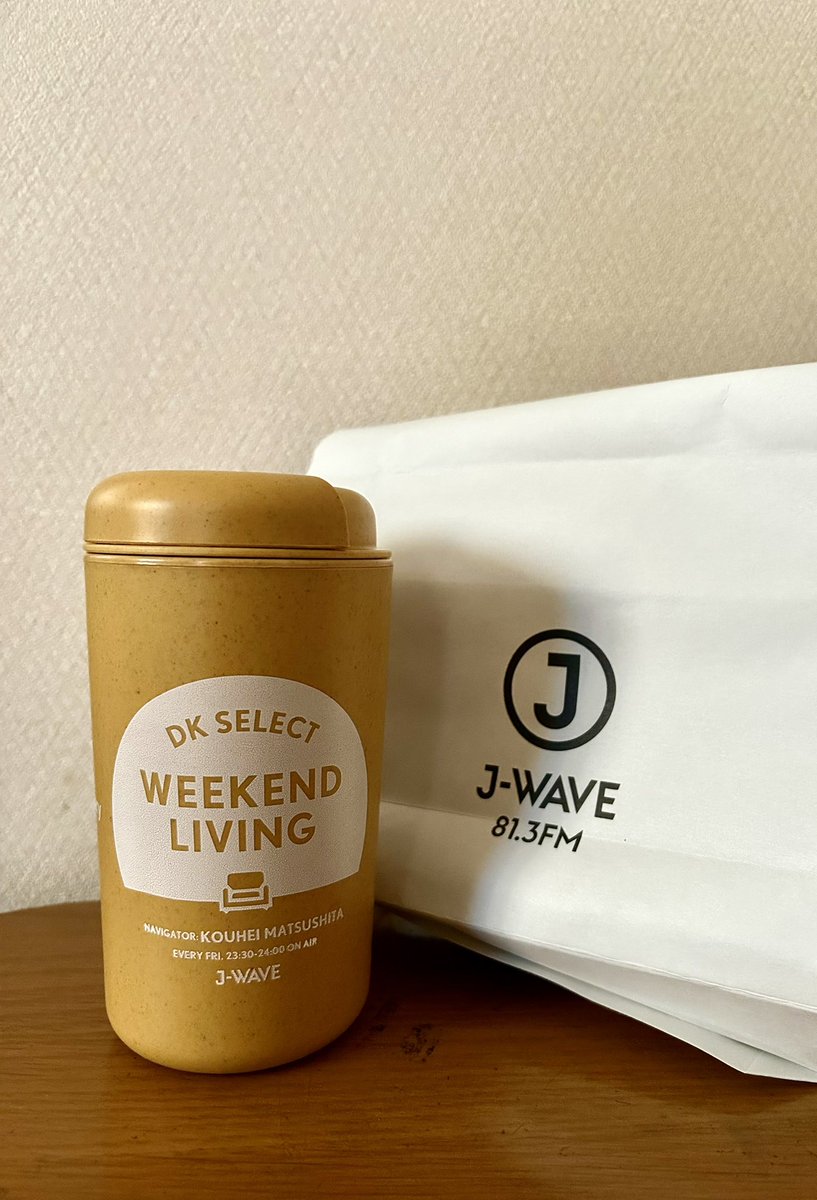 DK SELECT
WEEKEND
LIVING
NAVIGATOR: KOUHEI MATSUSHITA
EVERY FRI. 23:30-24:00 ON AIR
J-WAVE
J
J-WAVE
81.3FM